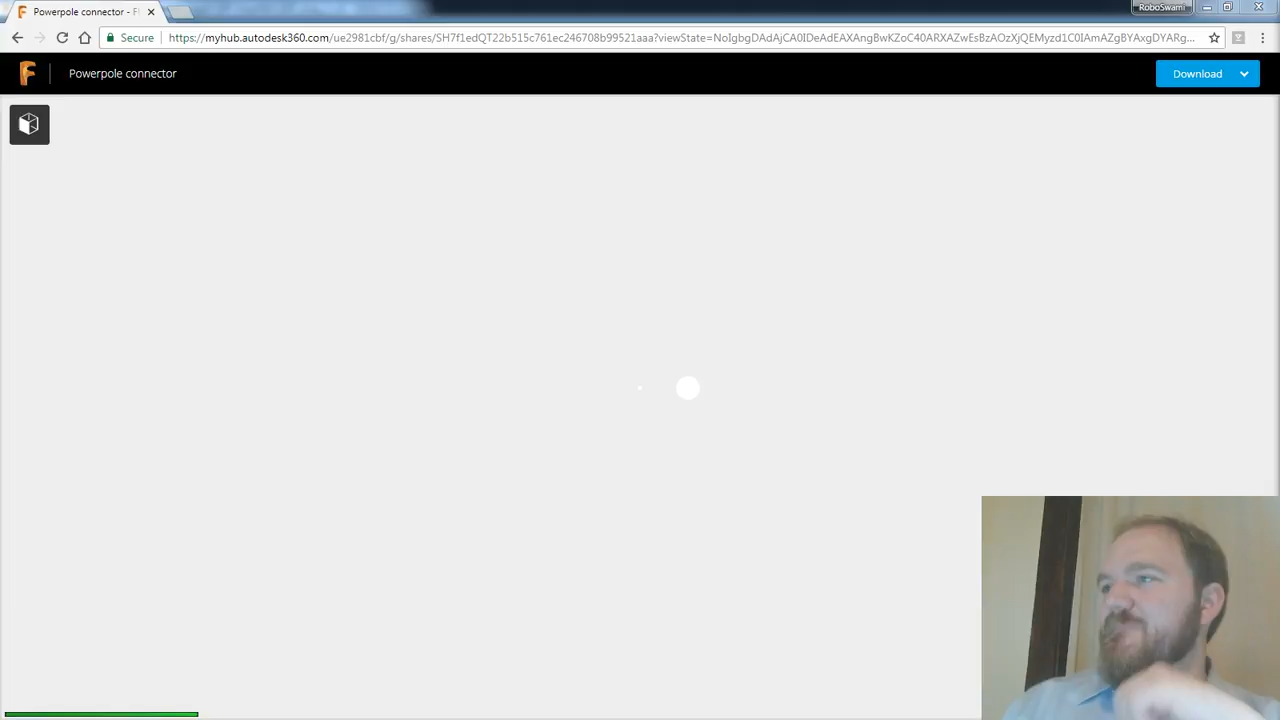 Powerpole connector - F
RoboSwami
Secure
https://myhub.autodesk360.com/ue2981cbf/g/shares/SH7f1edQT22b515c761ec246708b99521aaa?viewState=NoIgbgDAdAjCA0IDeAdEAXAngBwKZoC40ARXAZwEsBzAOzXjQEMyzd1C0IAmAZgBYAxgDYARg...
Powerpole connector
Download